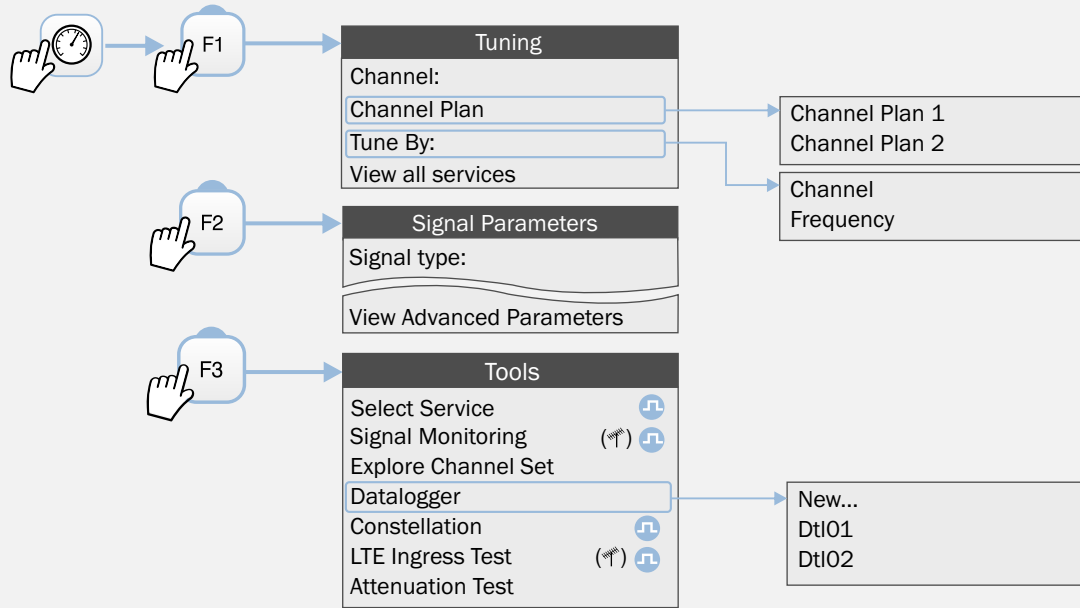 F1
Tuning
Channel:
Channel Plan
Tune By:
View all services
Channel Plan 1
Channel Plan 2
Channel
Frequency
F2
Signal Parameters
Signal type:
View Advanced Parameters
F3
Tools
Select Service
Signal Monitoring
Explore Channel Set
Datalogger
Constellation
LTE Ingress Test
Attenuation Test
New...
Dtl01
Dtl02